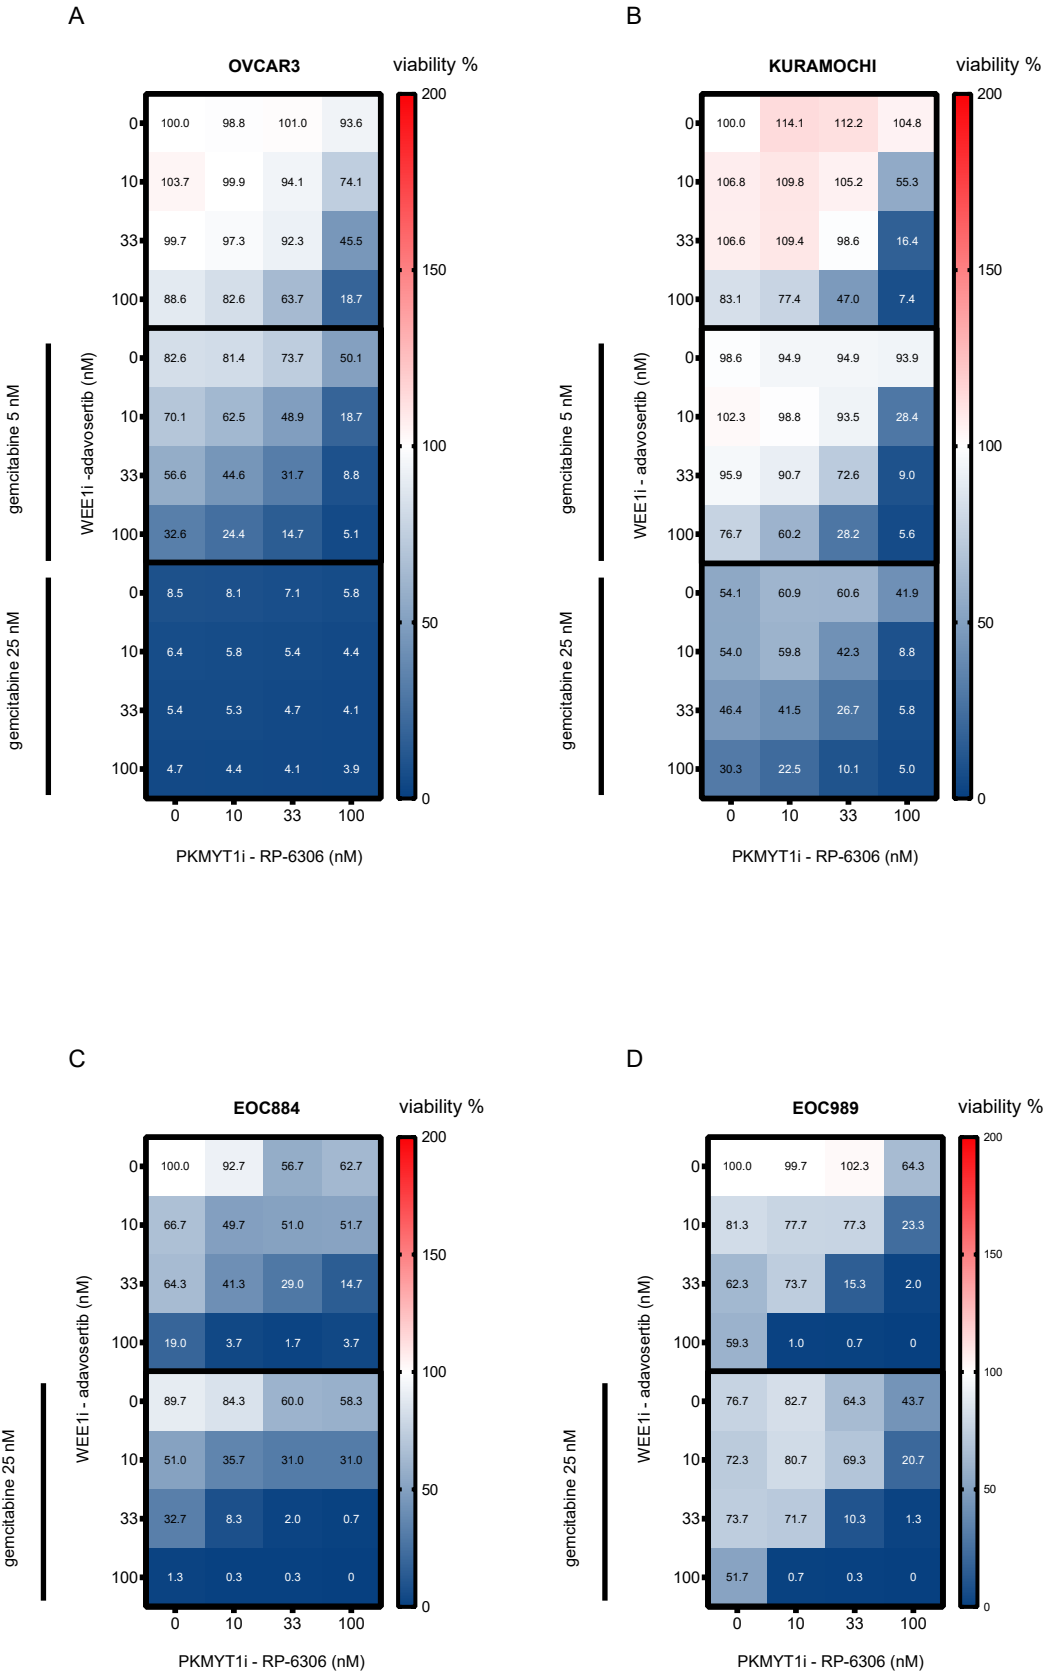 A
OVCAR3
viability %
0 100.0 98.8 101.0 93.6
10 103.7 99.9 94.1 74.1
33 99.7 97.3 92.3 45.5
100 88.6 82.6 63.7 18.7
0 82.6 81.4 73.7 50.1
10 70.1 62.5 48.9 18.7
33 56.6 44.6 31.7 8.8
100 32.6 24.4 14.7 5.1
0 8.5 8.1 7.1 5.8
10 6.4 5.8 5.4 4.4
33 5.4 5.3 4.7 4.1
100 4.7 4.4 4.1 3.9
0 10 33 100
PKMYT1i - RP-6306 (nM)
WEE1i -adavosertib (nM)
gemcitabine 5 nM
gemcitabine 25 nM
200
150
100
50
0
B
KURAMOCHI
viability %
0 100.0 114.1 112.2 104.8
10 106.8 109.8 105.2 55.3
33 106.6 109.4 98.6 16.4
100 83.1 77.4 47.0 7.4
0 98.6 94.9 94.9 93.9
10 102.3 98.8 93.5 28.4
33 95.9 90.7 72.6 9.0
100 76.7 60.2 28.2 5.6
0 54.1 60.9 60.6 41.9
10 54.0 59.8 42.3 8.8
33 46.4 41.5 26.7 5.8
100 30.3 22.5 10.1 5.0
0 10 33 100
PKMYT1i - RP-6306 (nM)
WEE1i - adavosertib (nM)
gemcitabine 5 nM
gemcitabine 25 nM
200
150
100
50
0
C
EOC884
viability %
0 100.0 92.7 56.7 62.7
10 66.7 49.7 51.0 51.7
33 64.3 41.3 29.0 14.7
100 19.0 3.7 1.7 3.7
0 89.7 84.3 60.0 58.3
10 51.0 35.7 31.0 31.0
33 32.7 8.3 2.0 0.7
100 1.3 0.3 0.3 0
0 10 33 100
PKMYT1i - RP-6306 (nM)
WEE1i - adavosertib (nM)
gemcitabine 25 nM
200
150
100
50
0
D
EOC989
viability %
0 100.0 99.7 102.3 64.3
10 81.3 77.7 77.3 23.3
33 62.3 73.7 15.3 2.0
100 59.3 1.0 0.7 0
0 76.7 82.7 64.3 43.7
10 72.3 80.7 69.3 20.7
33 73.7 71.7 10.3 1.3
100 51.7 0.7 0.3 0
0 10 33 100
PKMYT1i - RP-6306 (nM)
WEE1i - adavosertib (nM)
gemcitabine 25 nM
200
150
100
50
0